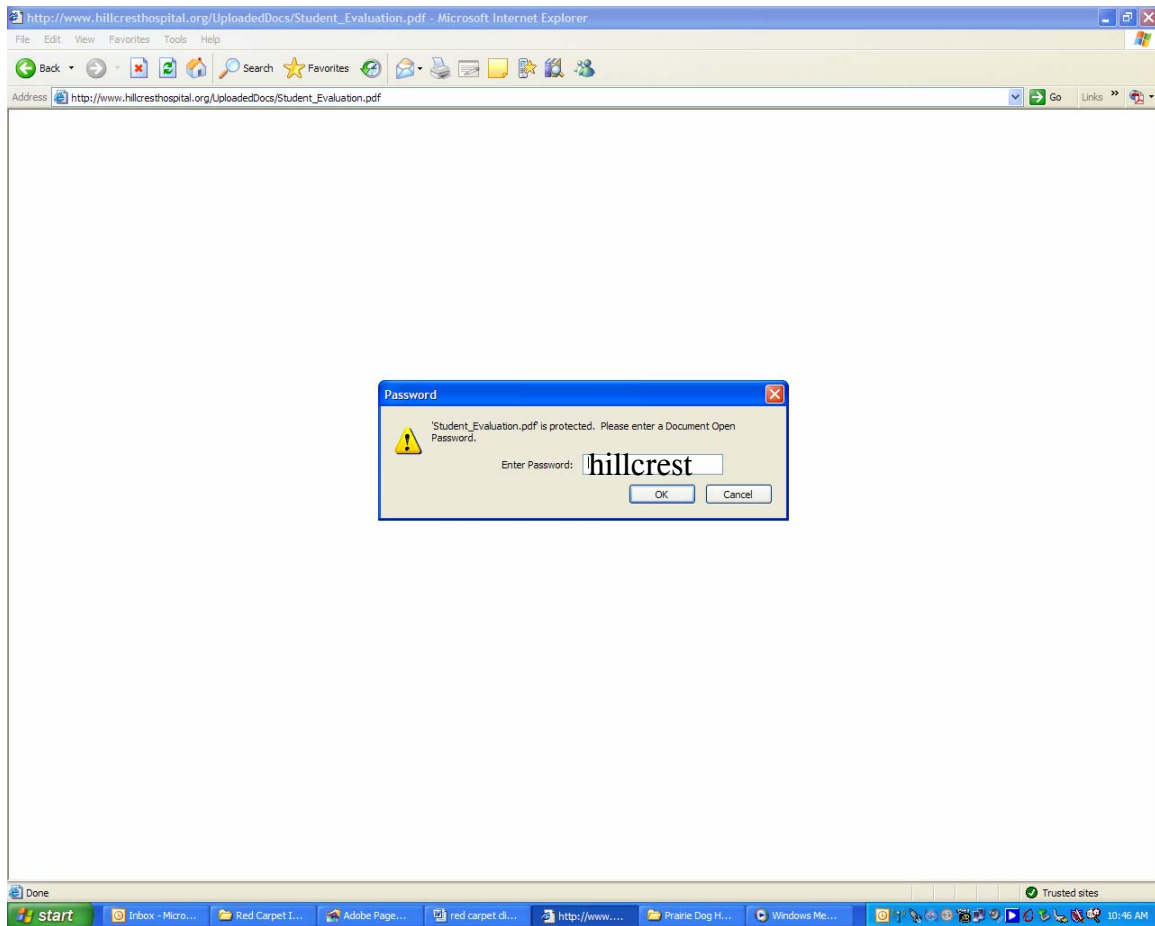 http://www.hillcresthospital.org/UploadedDocs/Student_Evaluation.pdf - Microsoft Internet Explorer
File Edit View Favorites Tools Help
Back Search Favorites
Address http://www.hillcresthospital.org/UploadedDocs/Student_Evaluation.pdf Go Links »
Password
'Student_Evaluation.pdf' is protected. Please enter a Document Open
Password.
Enter Password: hillcrest
OK Cancel
Done Trusted sites
start Inbox - Micro... Red Carpet I... Adobe Page... red carpet di... http://www.... Prairie Dog H... Windows Me... 10:46 AM